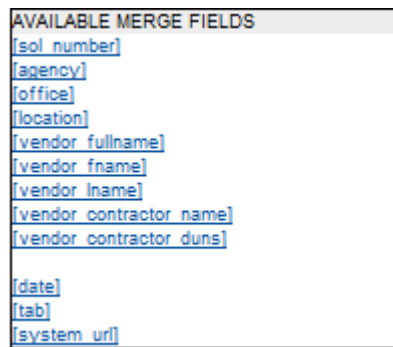 AVAILABLE MERGE FIELDS
[sol_number]
[agency]
[office]
[location]
[vendor_fullname]
[vendor_fname]
[vendor_lname]
[vendor_contractor_name]
[vendor_contractor_duns]
[date]
[tab]
[system_url]